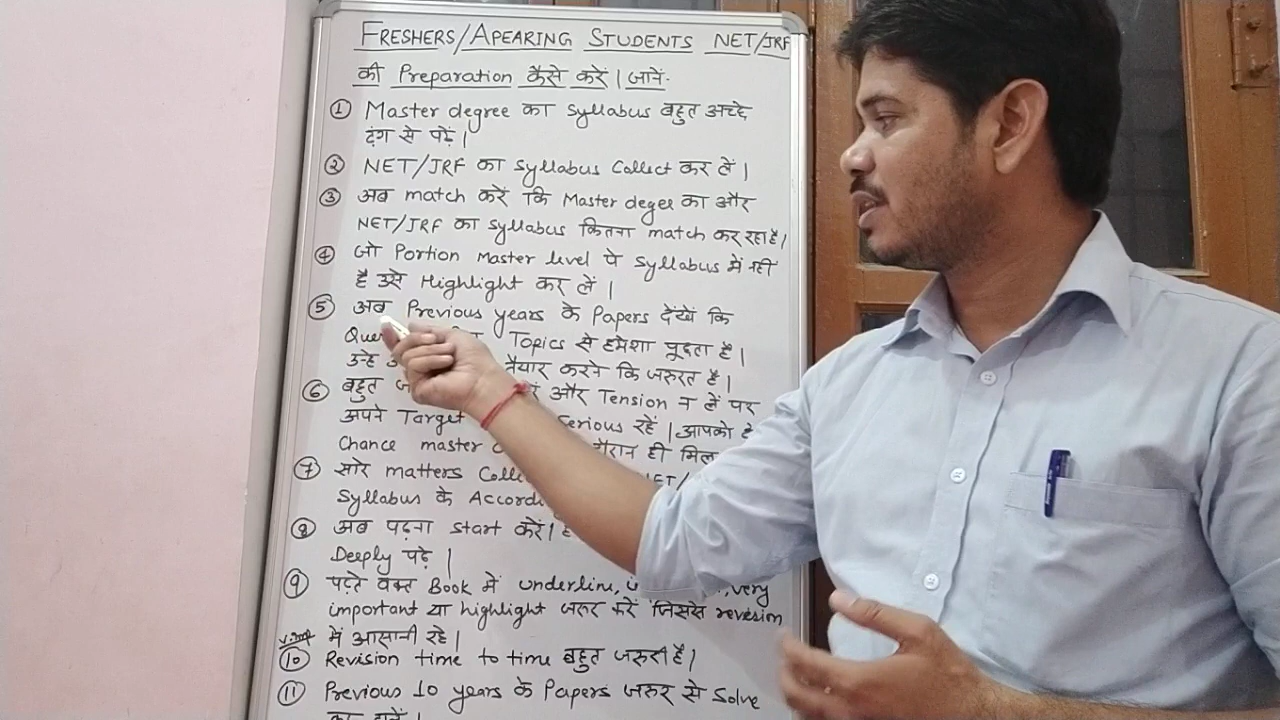 FRESHERS/APEARING STUDENTS NET/JRF
की Preparation कैसे करें। जानें-
① Master degree का syllabus बहुत अच्छे
ढंग से पढ़ें।
② NET/JRF का syllabus Collect कर लें।
③ अब match करें कि Master degee का और
NET/JRF का syllabus कितना match कर रहा है।
④ जो Portion Master level पे syllabus में नहीं
है उसे Highlight कर लें।
⑤ अब Previous years के Papers देंखें कि
Topics से हमेशा पूछता है।
उन्हे तैयार करने कि जरुरत है।
⑥ बहुत और Tension न लें पर
अपने Target Serious रहें। आपको
Chance master ही
⑦ सारे matters
Syllabus के
⑧ अब पढ़ना start करें।
Deeply पढ़े।
⑨ पढ़ते वक्त Book में underline, very
important या highlight जरुर करें जिससे revision
v.imp में आसानी रहे।
⑩ Revision time to time बहुत जरुरी है।
⑪ Previous 10 years के Papers जरुर से Solve